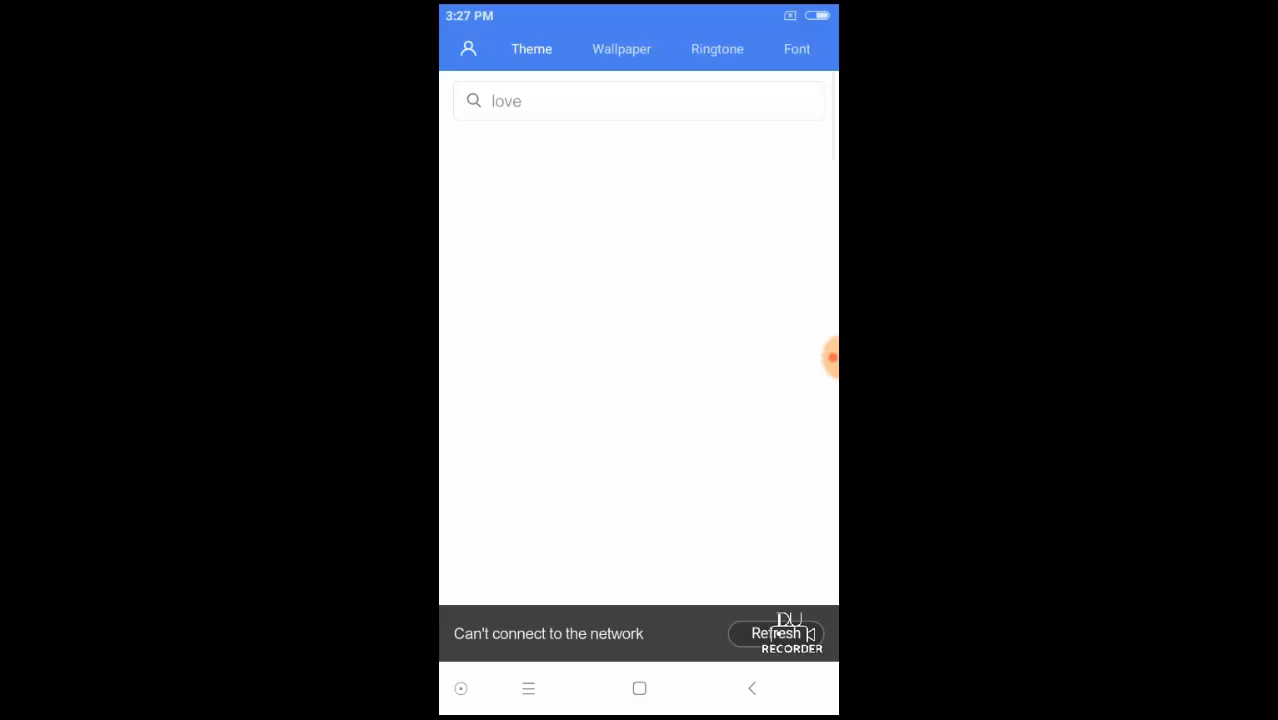 3:27 PM
Theme Wallpaper Ringtone Font
love
Can't connect to the network
Refresh
DU
RECORDER